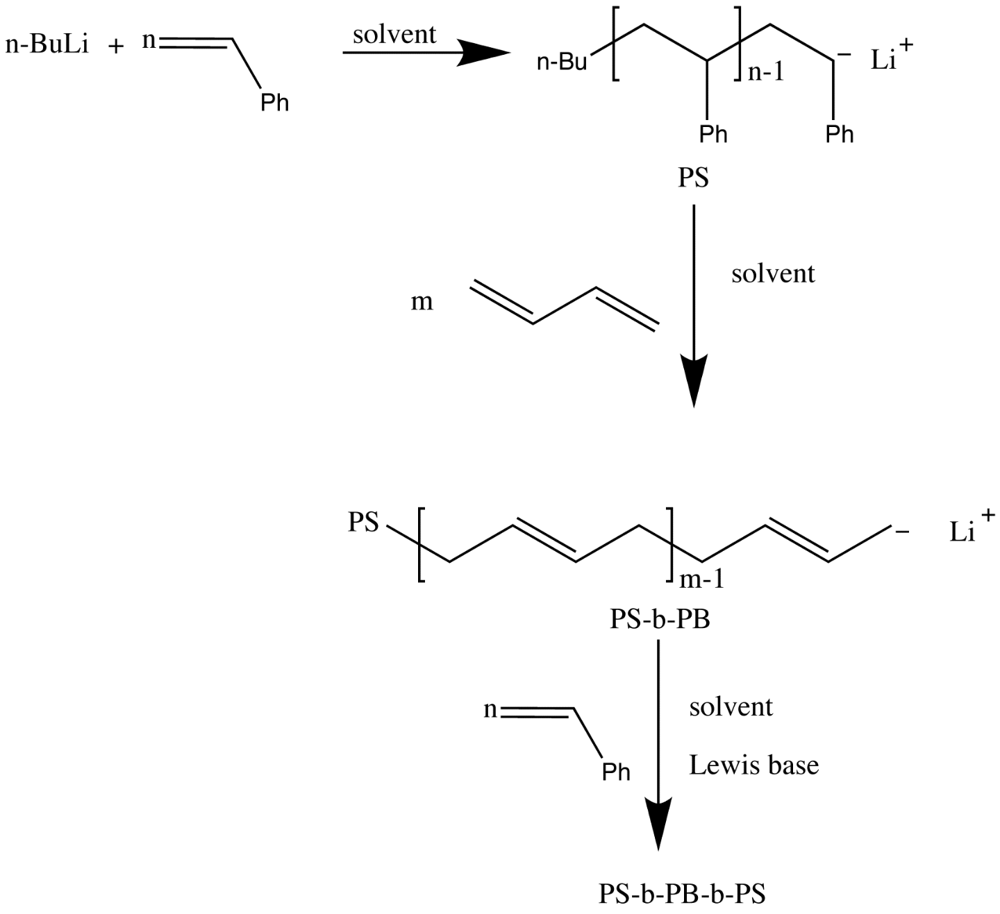 n-BuLi + n Ph solvent n-Bu n-1 − Li+
Ph Ph
PS
m solvent
PS m-1 − Li+
PS-b-PB
n Ph solvent
Lewis base
PS-b-PB-b-PS